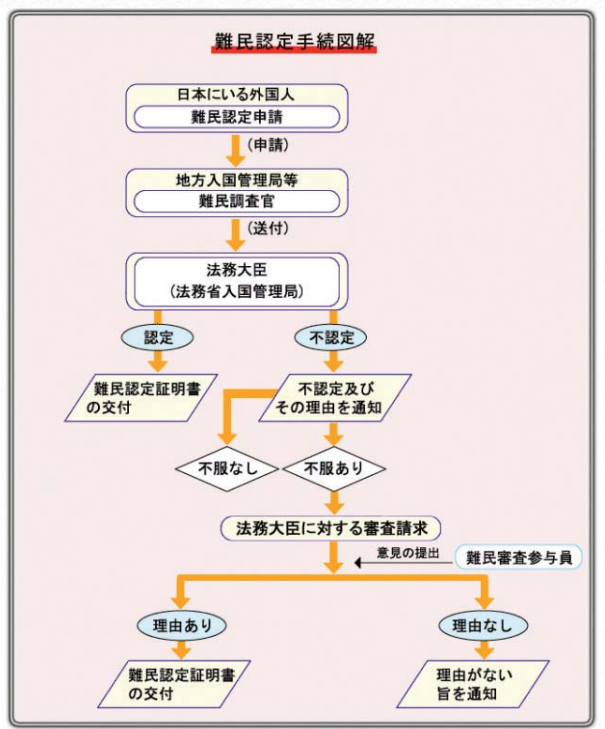 難民認定手続図解
日本にいる外国人
難民認定申請
(申請)
地方入国管理局等
難民調査官
(送付)
法務大臣
(法務省入国管理局)
認定
不認定
難民認定証明書
の交付
不認定及び
その理由を通知
不服なし
不服あり
法務大臣に対する審査請求
意見の提出
難民審査参与員
理由あり
理由なし
難民認定証明書
の交付
理由がない
旨を通知